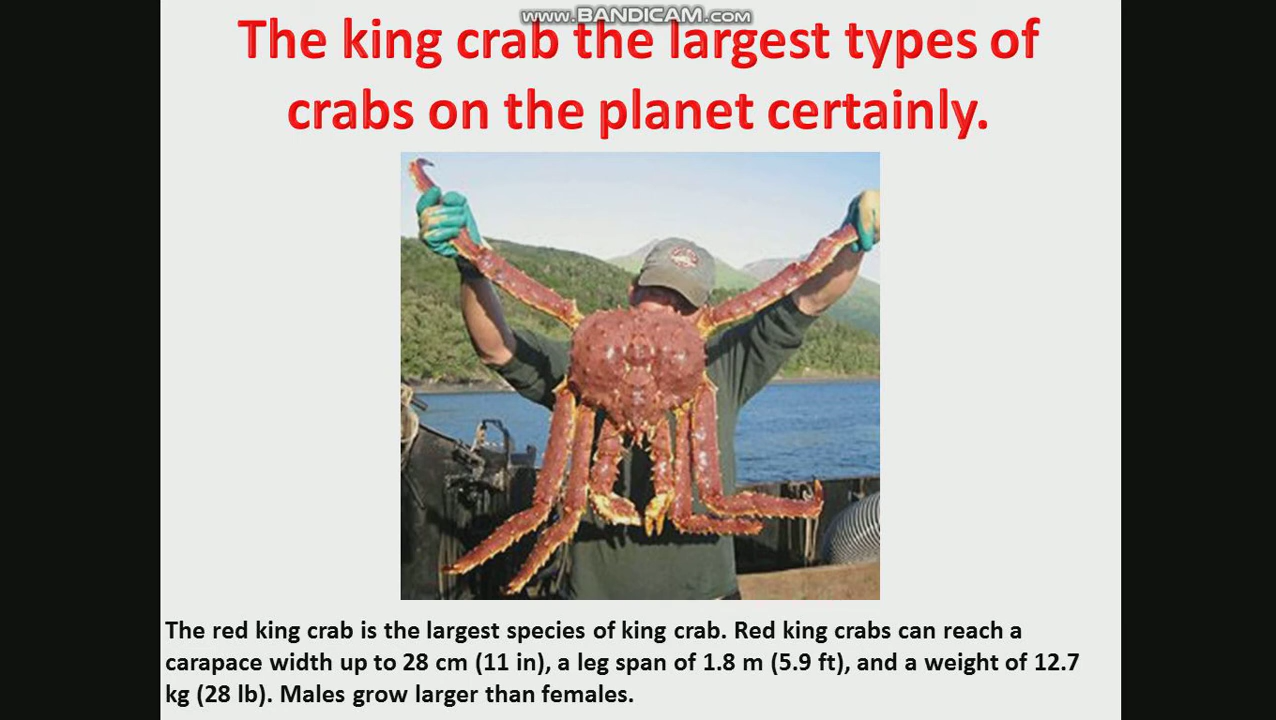 www.BANDICAM.com
The king crab the largest types of
crabs on the planet certainly.
The red king crab is the largest species of king crab. Red king crabs can reach a
carapace width up to 28 cm (11 in), a leg span of 1.8 m (5.9 ft), and a weight of 12.7
kg (28 lb). Males grow larger than females.